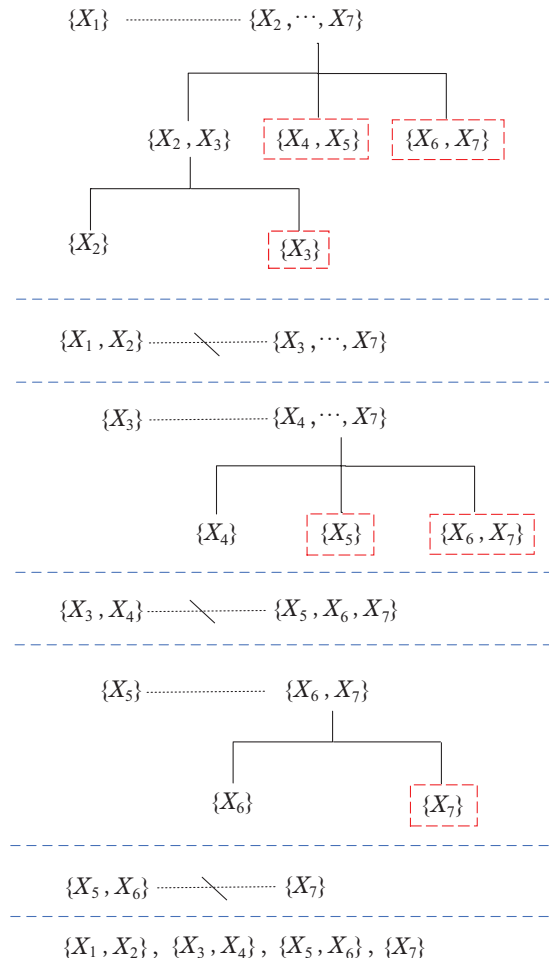 {X1} {X2 ,⋯, X7}
{X2 , X3} {X4 , X5} {X6 , X7}
{X2} {X3}
{X1 , X2} {X3 ,⋯, X7}
{X3} {X4 ,⋯, X7}
{X4} {X5} {X6 , X7}
{X3 , X4} {X5 , X6 , X7}
{X5} {X6 , X7}
{X6} {X7}
{X5 , X6} {X7}
{X1 , X2} , {X3 , X4} , {X5 , X6} , {X7}